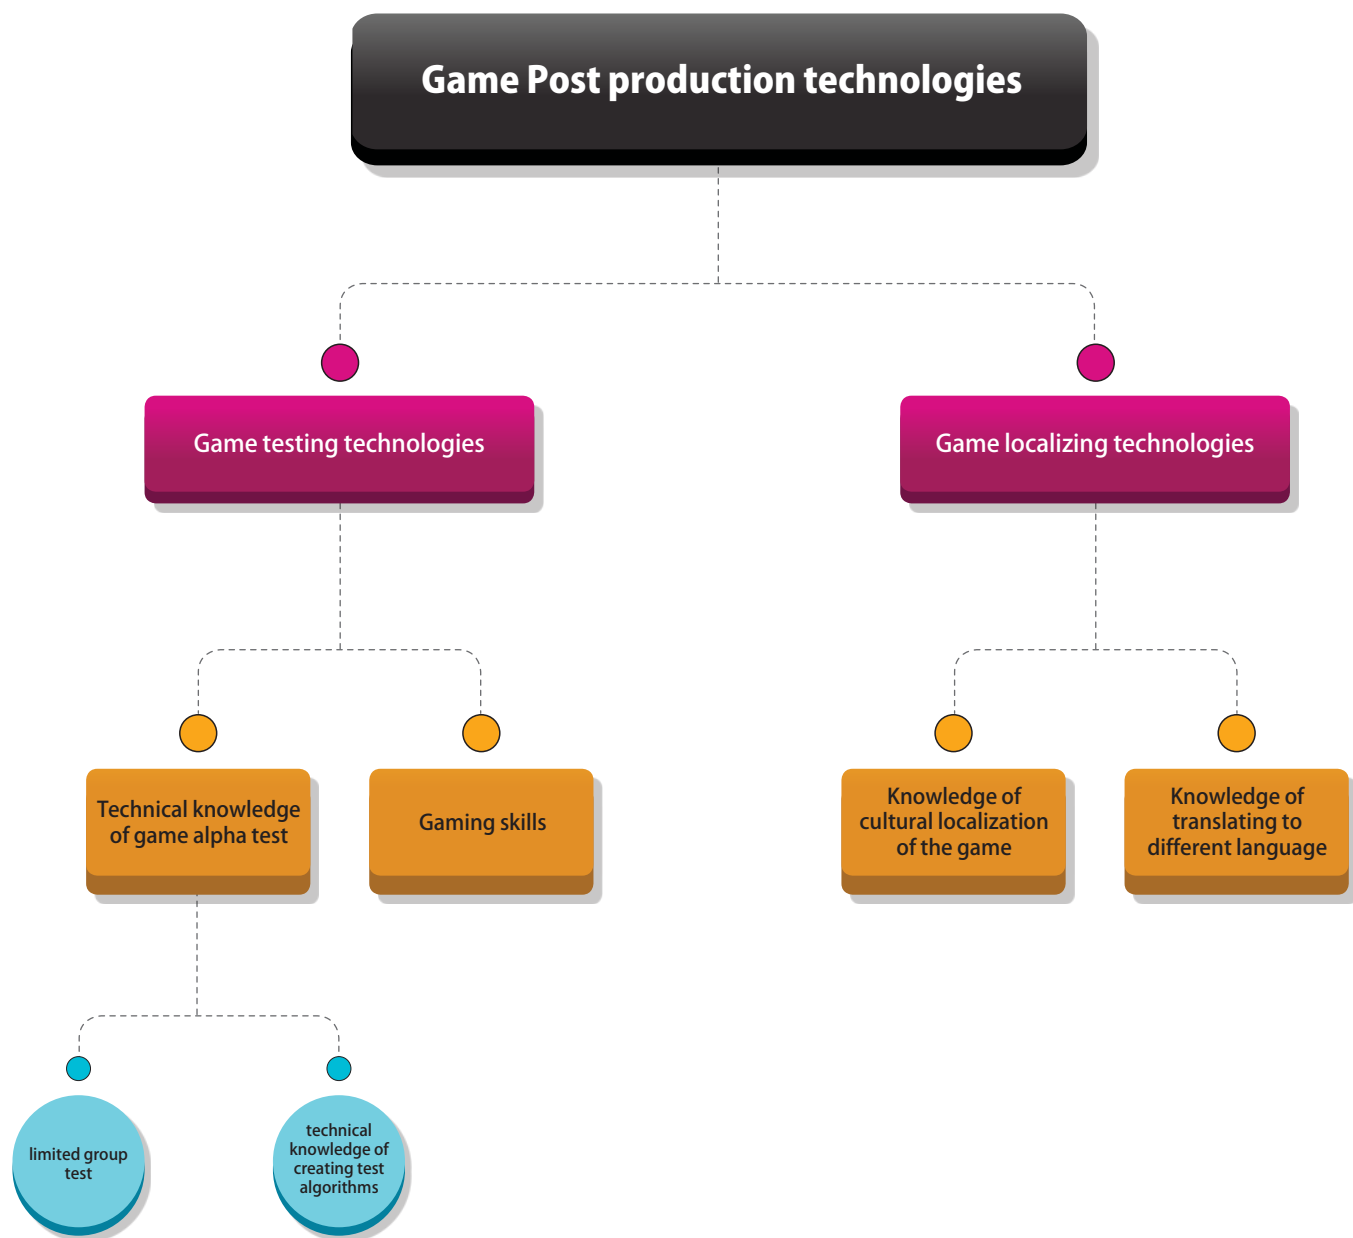 Game Post production technologies
Game testing technologies
Game localizing technologies
Technical knowledge
of game alpha test
Gaming skills
Knowledge of
cultural localization
of the game
Knowledge of
translating to
different language
limited group
test
technical
knowledge of
creating test
algorithms